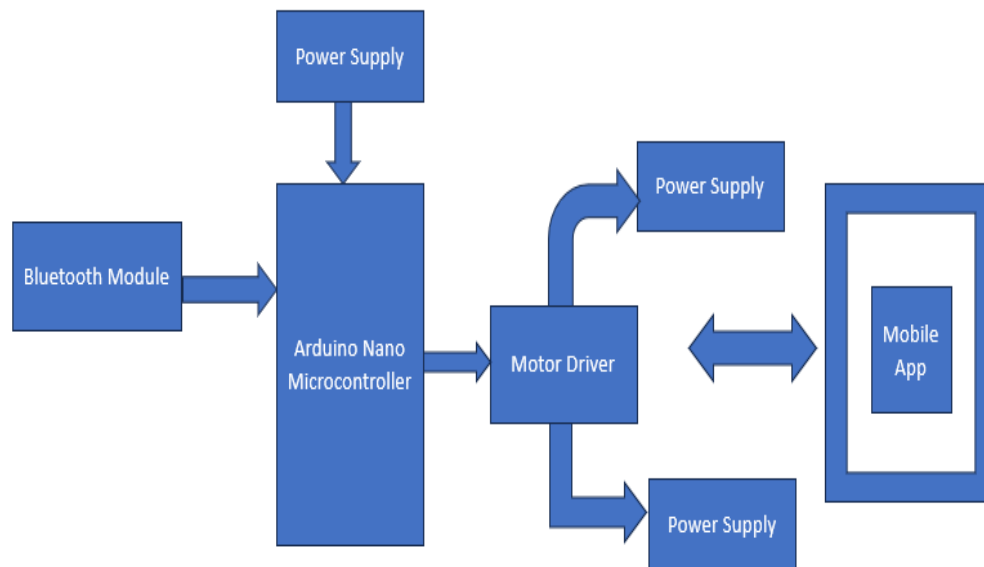 Power Supply
Bluetooth Module
Arduino Nano
Microcontroller
Motor Driver
Power Supply
Power Supply
Mobile
App